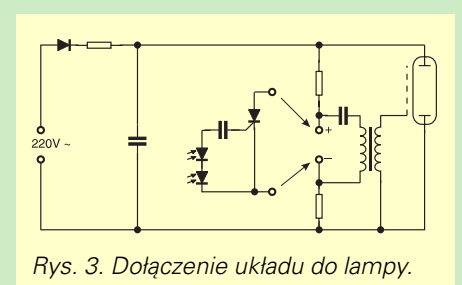 220V ~
+
−
Rys. 3. Dołączenie układu do lampy.